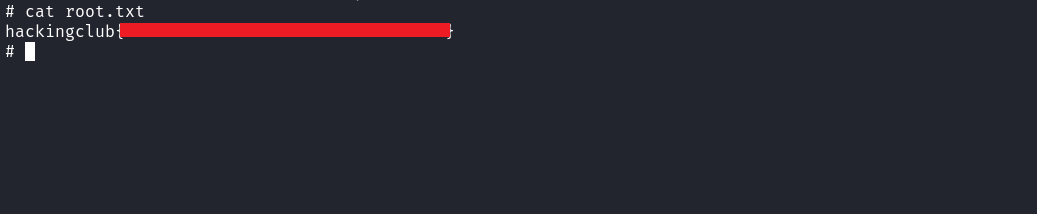 # cat root.txt
hackingclub{ }
#